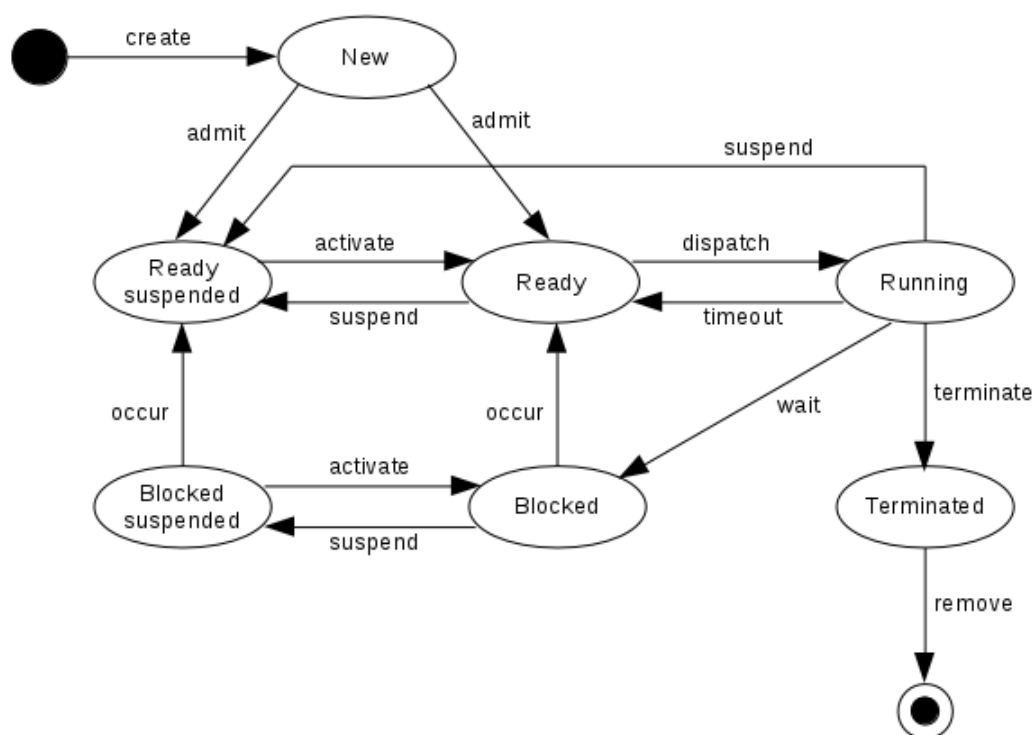 create
New
admit
admit
suspend
Ready
suspended
activate
Ready
dispatch
Running
suspend
timeout
occur
occur
wait
terminate
Blocked
suspended
activate
Blocked
Terminated
suspend
remove